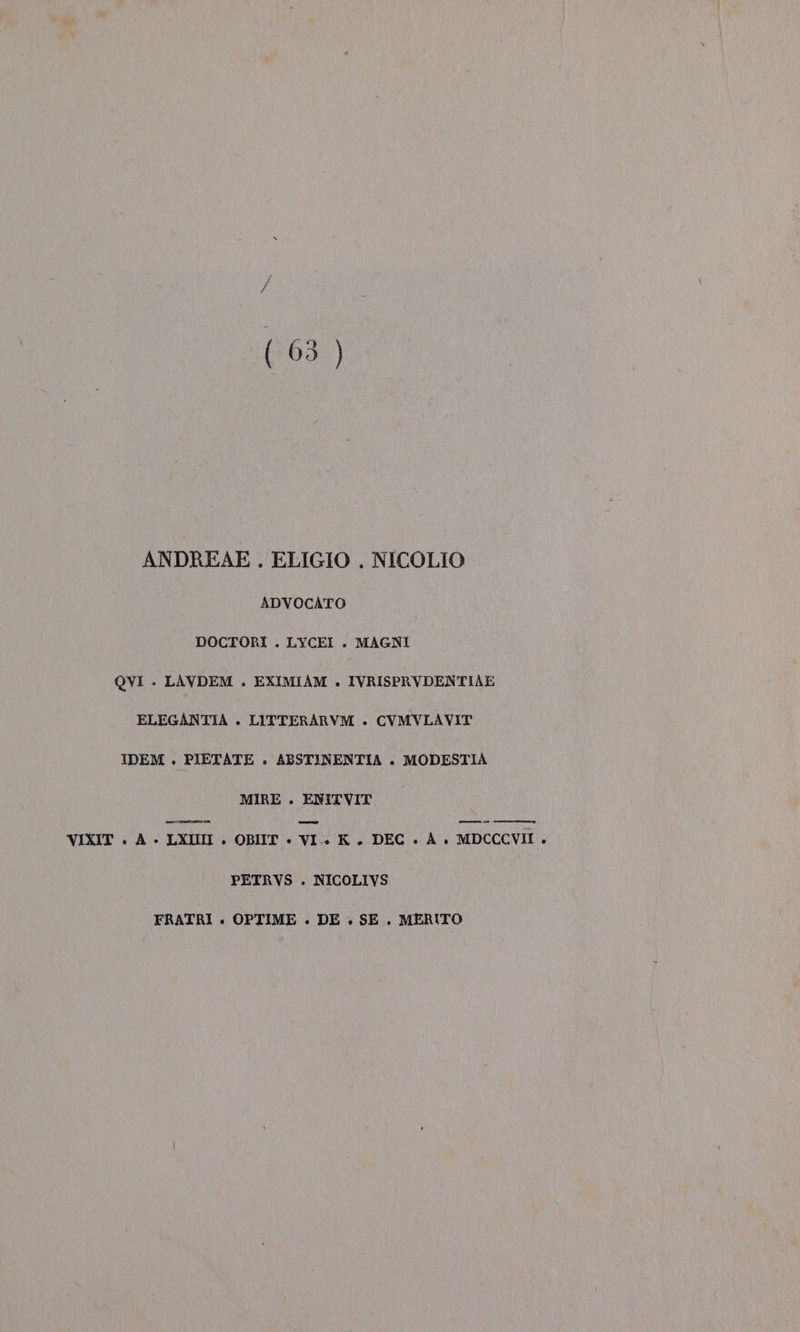 ( 63 )
ANDREAE . ELIGIO . NICOLIO
ADVOCATO
DOCTORI . LYCEI . MAGNI
QVI . LAVDEM . EXIMIAM . IVRISPRVDENTIAE
ELEGANTIA . LITTERARVM . CVMVLAVIT
IDEM . PIETATE . ABSTINENTIA . MODESTIA
MIRE . ENITVIT
VIXIT . A . LXIIII . OBIIT . VI . K . DEC . A . MDCCCVII .
PETRVS . NICOLIVS
FRATRI . OPTIME . DE . SE . MERITO